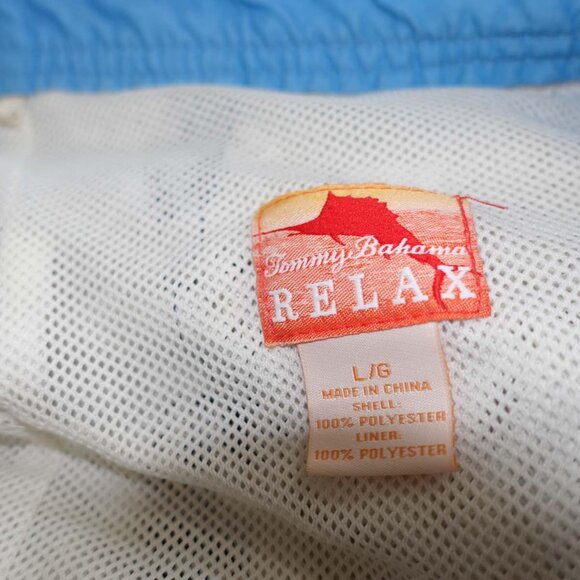 Tommy Bahama
RELAX
L/G
MADE IN CHINA
SHELL:
100% POLYESTER
LINER:
100% POLYESTER